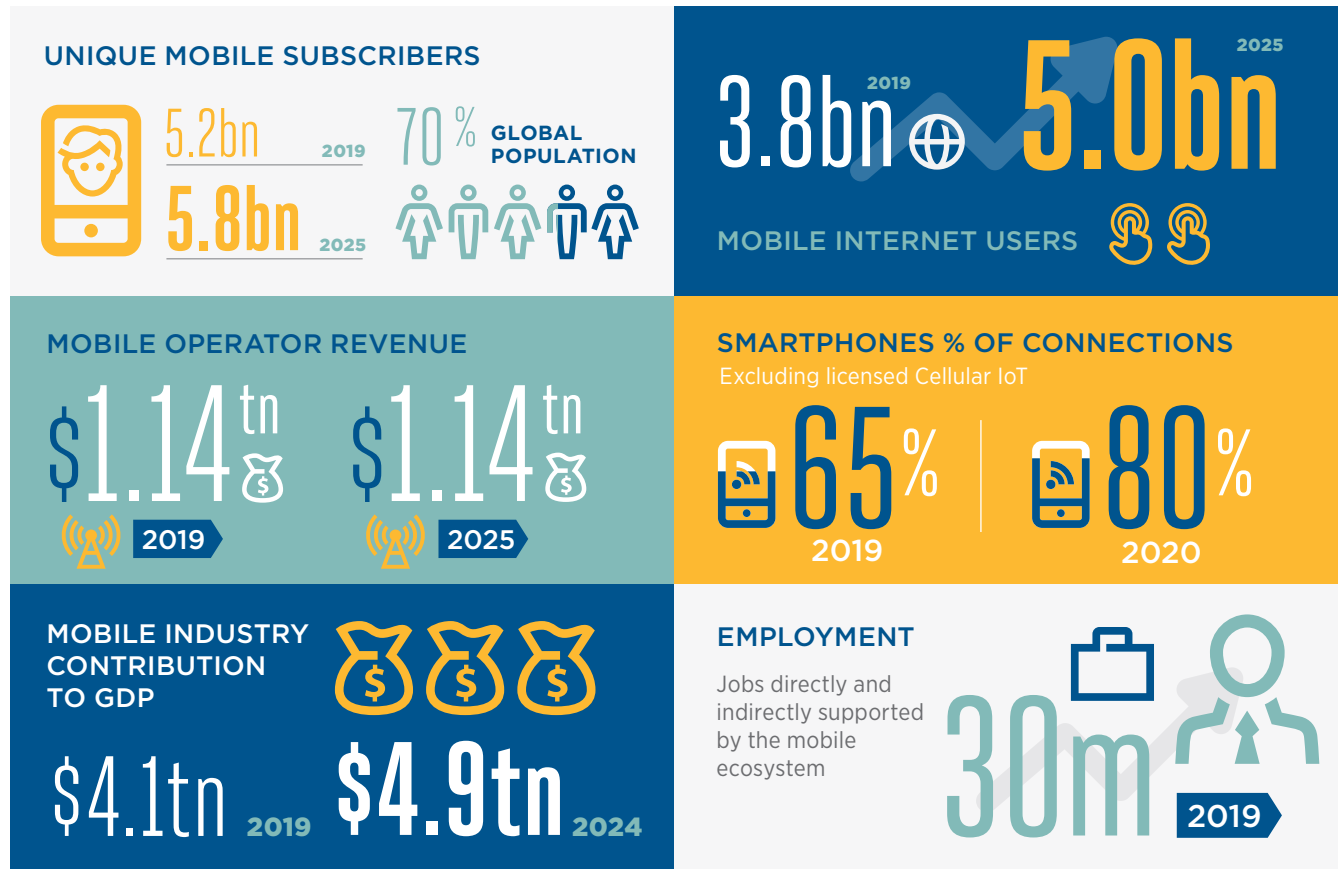 UNIQUE MOBILE SUBSCRIBERS
5.2bn 2019
5.8bn 2025
70% GLOBAL
POPULATION
3.8bn 2019
5.0bn 2025
MOBILE INTERNET USERS
MOBILE OPERATOR REVENUE
$1.14tn $1.14tn
$ $
2019 2025
SMARTPHONES % OF CONNECTIONS
Excluding licensed Cellular IoT
65% 80%
2019 2020
MOBILE INDUSTRY
CONTRIBUTION
TO GDP
$ $ $
$4.1tn 2019 $4.9tn 2024
EMPLOYMENT
Jobs directly and
indirectly supported
by the mobile
ecosystem
30m
2019